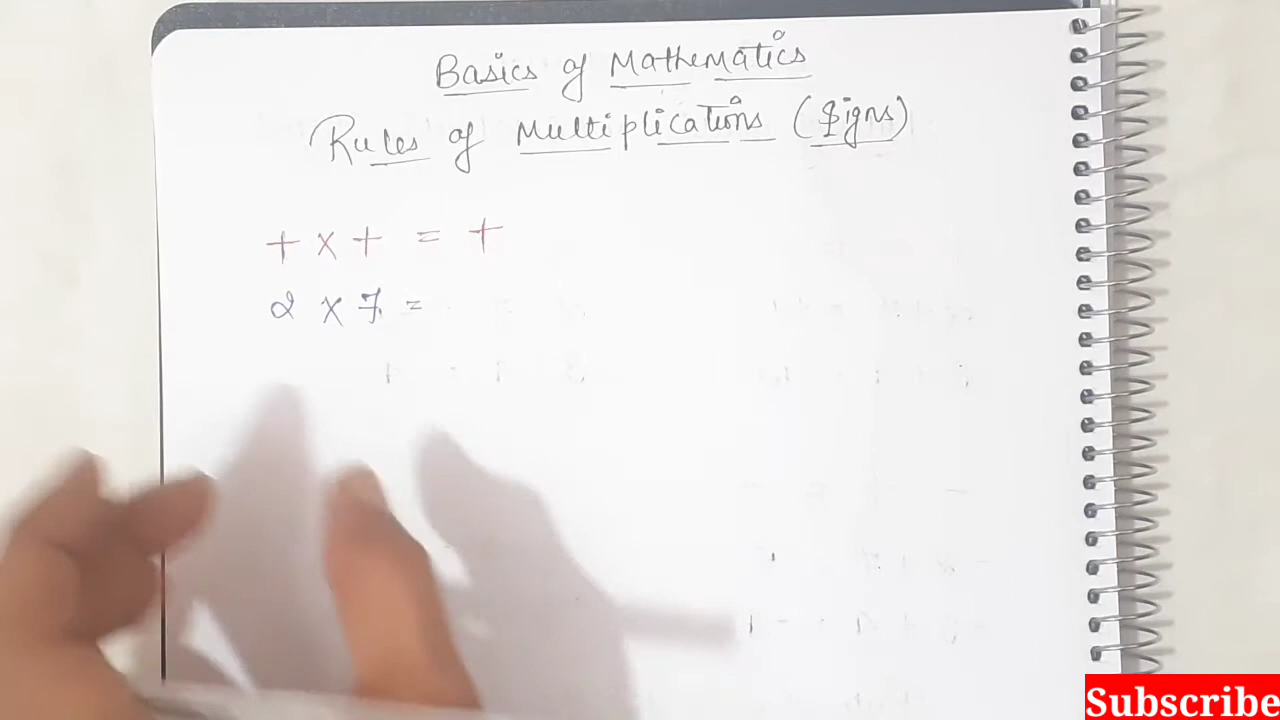 Basics of Mathematics
Rules of Multiplications (Signs)
+ x + = +
2 x 7 =
Subscribe